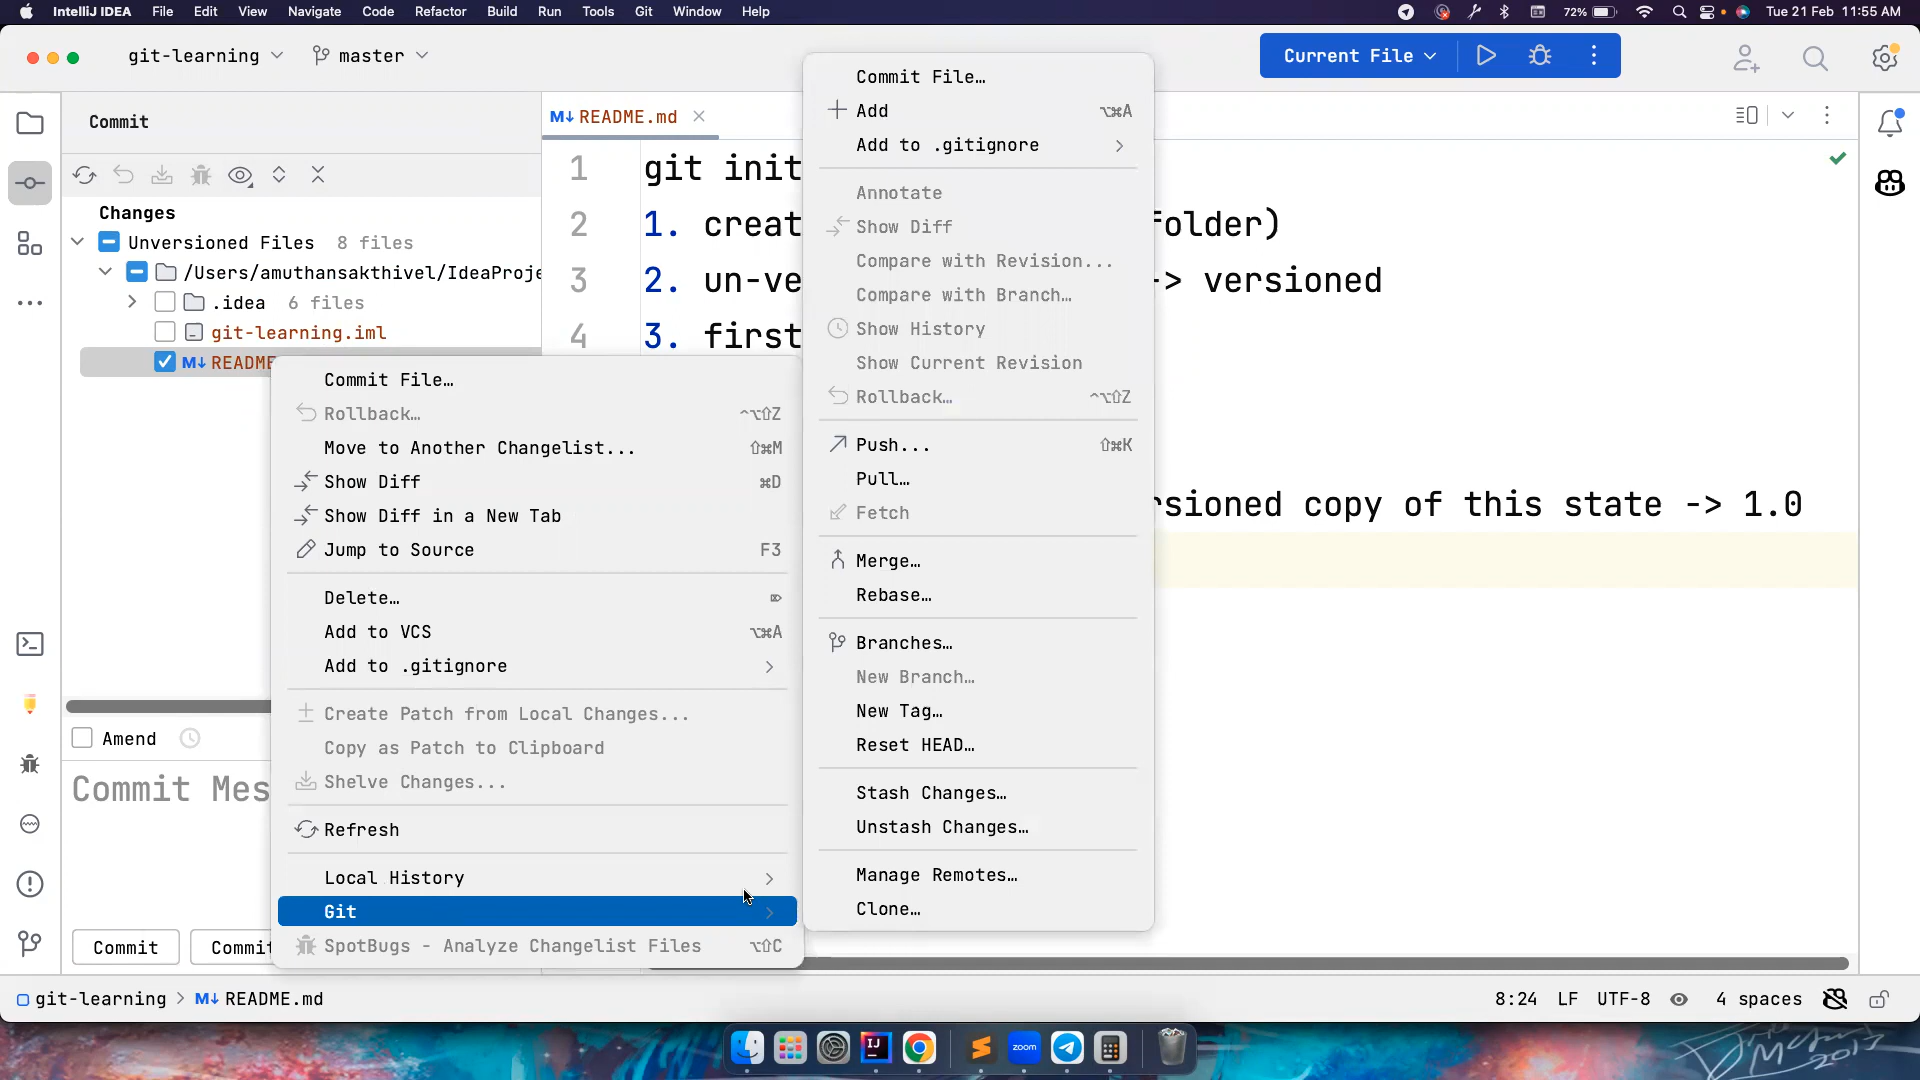 IntelliJ IDEA File Edit View Navigate Code Refactor Build Run Tools Git Window Help 72% Tue 21 Feb 11:55 AM
git-learning master Current File
Commit
README.md
Changes
Unversioned Files 8 files
/Users/amuthansakthivel/IdeaProje
.idea 6 files
git-learning.iml
README
Amend
Commit Mes
Commit Commit
1 git init
2 1. creat folder)
3 2. un-ve -> versioned
4 3. first
rsioned copy of this state -> 1.0
Commit File…
Rollback… ^⌥⇧Z
Move to Another Changelist... ⇧⌘M
Show Diff ⌘D
Show Diff in a New Tab
Jump to Source F3
Delete… ⌦
Add to VCS ⌥⌘A
Add to .gitignore
Create Patch from Local Changes...
Copy as Patch to Clipboard
Shelve Changes...
Refresh
Local History
Git
SpotBugs - Analyze Changelist Files ⌥⇧C
Commit File…
Add ⌥⌘A
Add to .gitignore
Annotate
Show Diff
Compare with Revision...
Compare with Branch…
Show History
Show Current Revision
Rollback… ^⌥⇧Z
Push... ⇧⌘K
Pull…
Fetch
Merge…
Rebase…
Branches…
New Branch…
New Tag…
Reset HEAD…
Stash Changes…
Unstash Changes…
Manage Remotes…
Clone…
git-learning > README.md 8:24 LF UTF-8 4 spaces
zoom